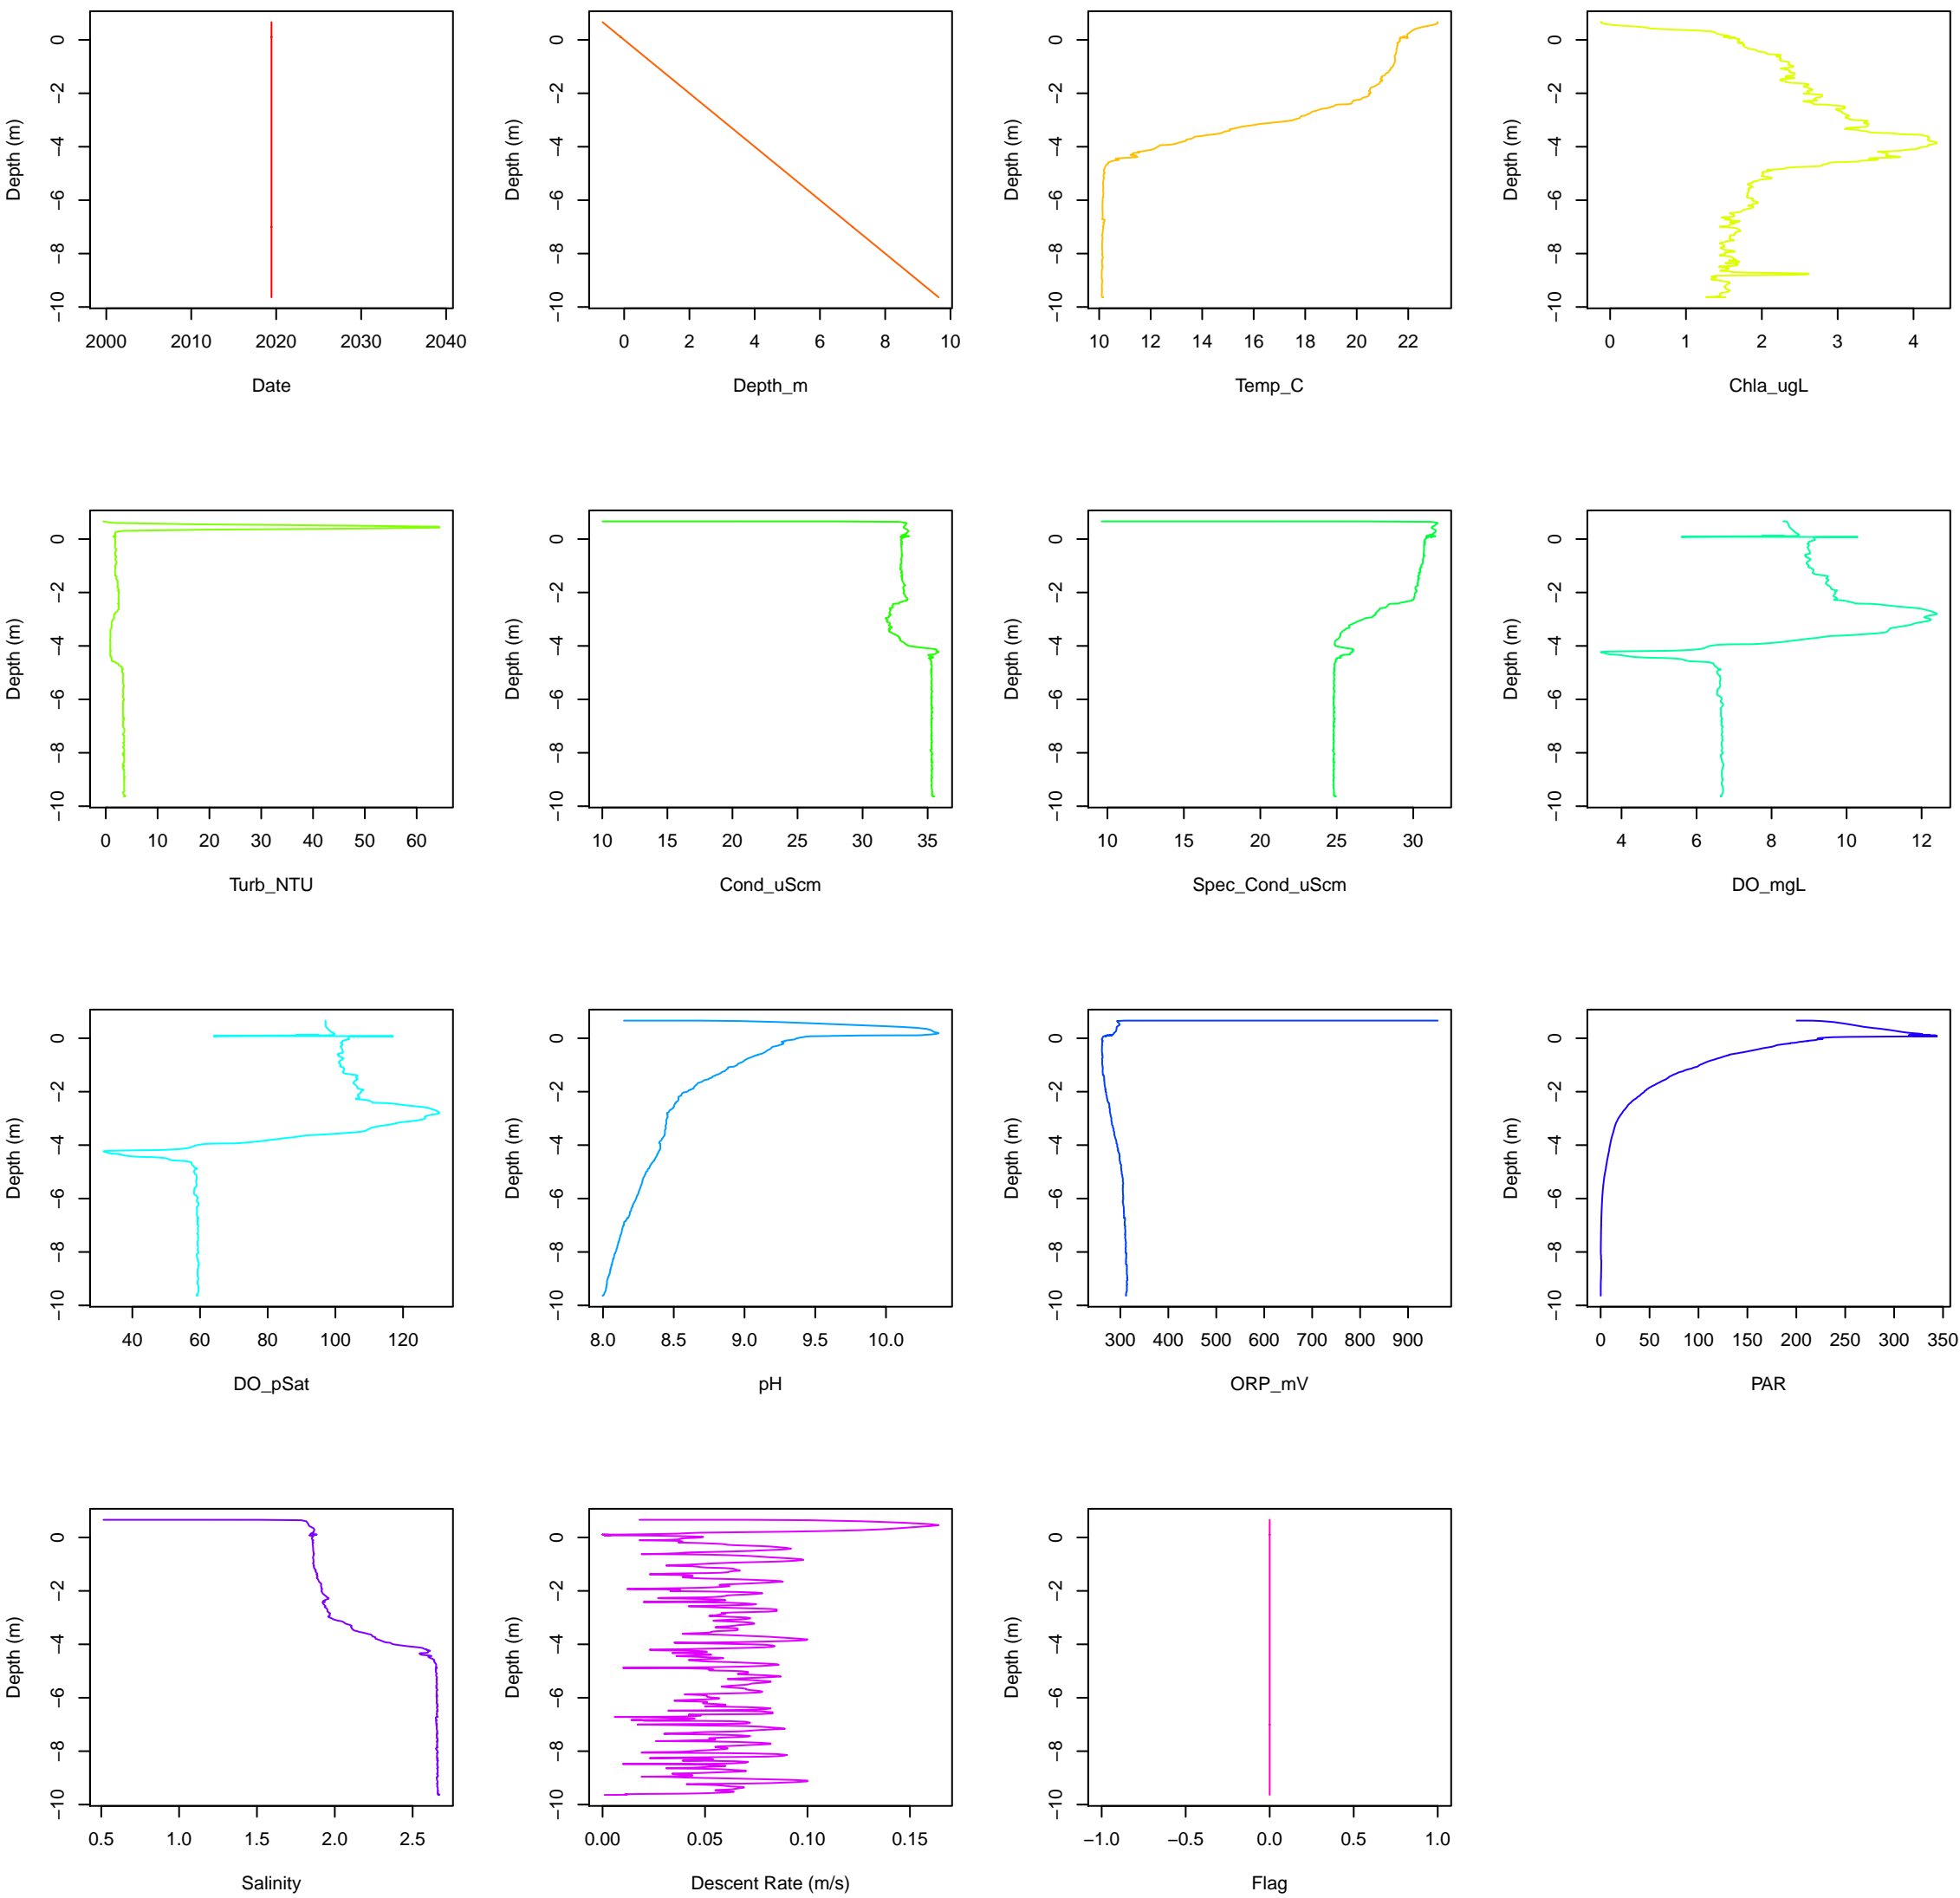 Depth (m)
0
−2
−4
−6
−8
−10
2000 2010 2020 2030 2040
Date
Depth (m)
0
−2
−4
−6
−8
−10
0 2 4 6 8 10
Depth_m
Depth (m)
0
−2
−4
−6
−8
−10
10 12 14 16 18 20 22
Temp_C
Depth (m)
0
−2
−4
−6
−8
−10
0 1 2 3 4
Chla_ugL
Depth (m)
0
−2
−4
−6
−8
−10
0 10 20 30 40 50 60
Turb_NTU
Depth (m)
0
−2
−4
−6
−8
−10
10 15 20 25 30 35
Cond_uScm
Depth (m)
0
−2
−4
−6
−8
−10
10 15 20 25 30
Spec_Cond_uScm
Depth (m)
0
−2
−4
−6
−8
−10
4 6 8 10 12
DO_mgL
Depth (m)
0
−2
−4
−6
−8
−10
40 60 80 100 120
DO_pSat
Depth (m)
0
−2
−4
−6
−8
−10
8.0 8.5 9.0 9.5 10.0
pH
Depth (m)
0
−2
−4
−6
−8
−10
300 400 500 600 700 800 900
ORP_mV
Depth (m)
0
−2
−4
−6
−8
−10
0 50 100 150 200 250 300 350
PAR
Depth (m)
0
−2
−4
−6
−8
−10
0.5 1.0 1.5 2.0 2.5
Salinity
Depth (m)
0
−2
−4
−6
−8
−10
0.00 0.05 0.10 0.15
Descent Rate (m/s)
Depth (m)
0
−2
−4
−6
−8
−10
−1.0 −0.5 0.0 0.5 1.0
Flag